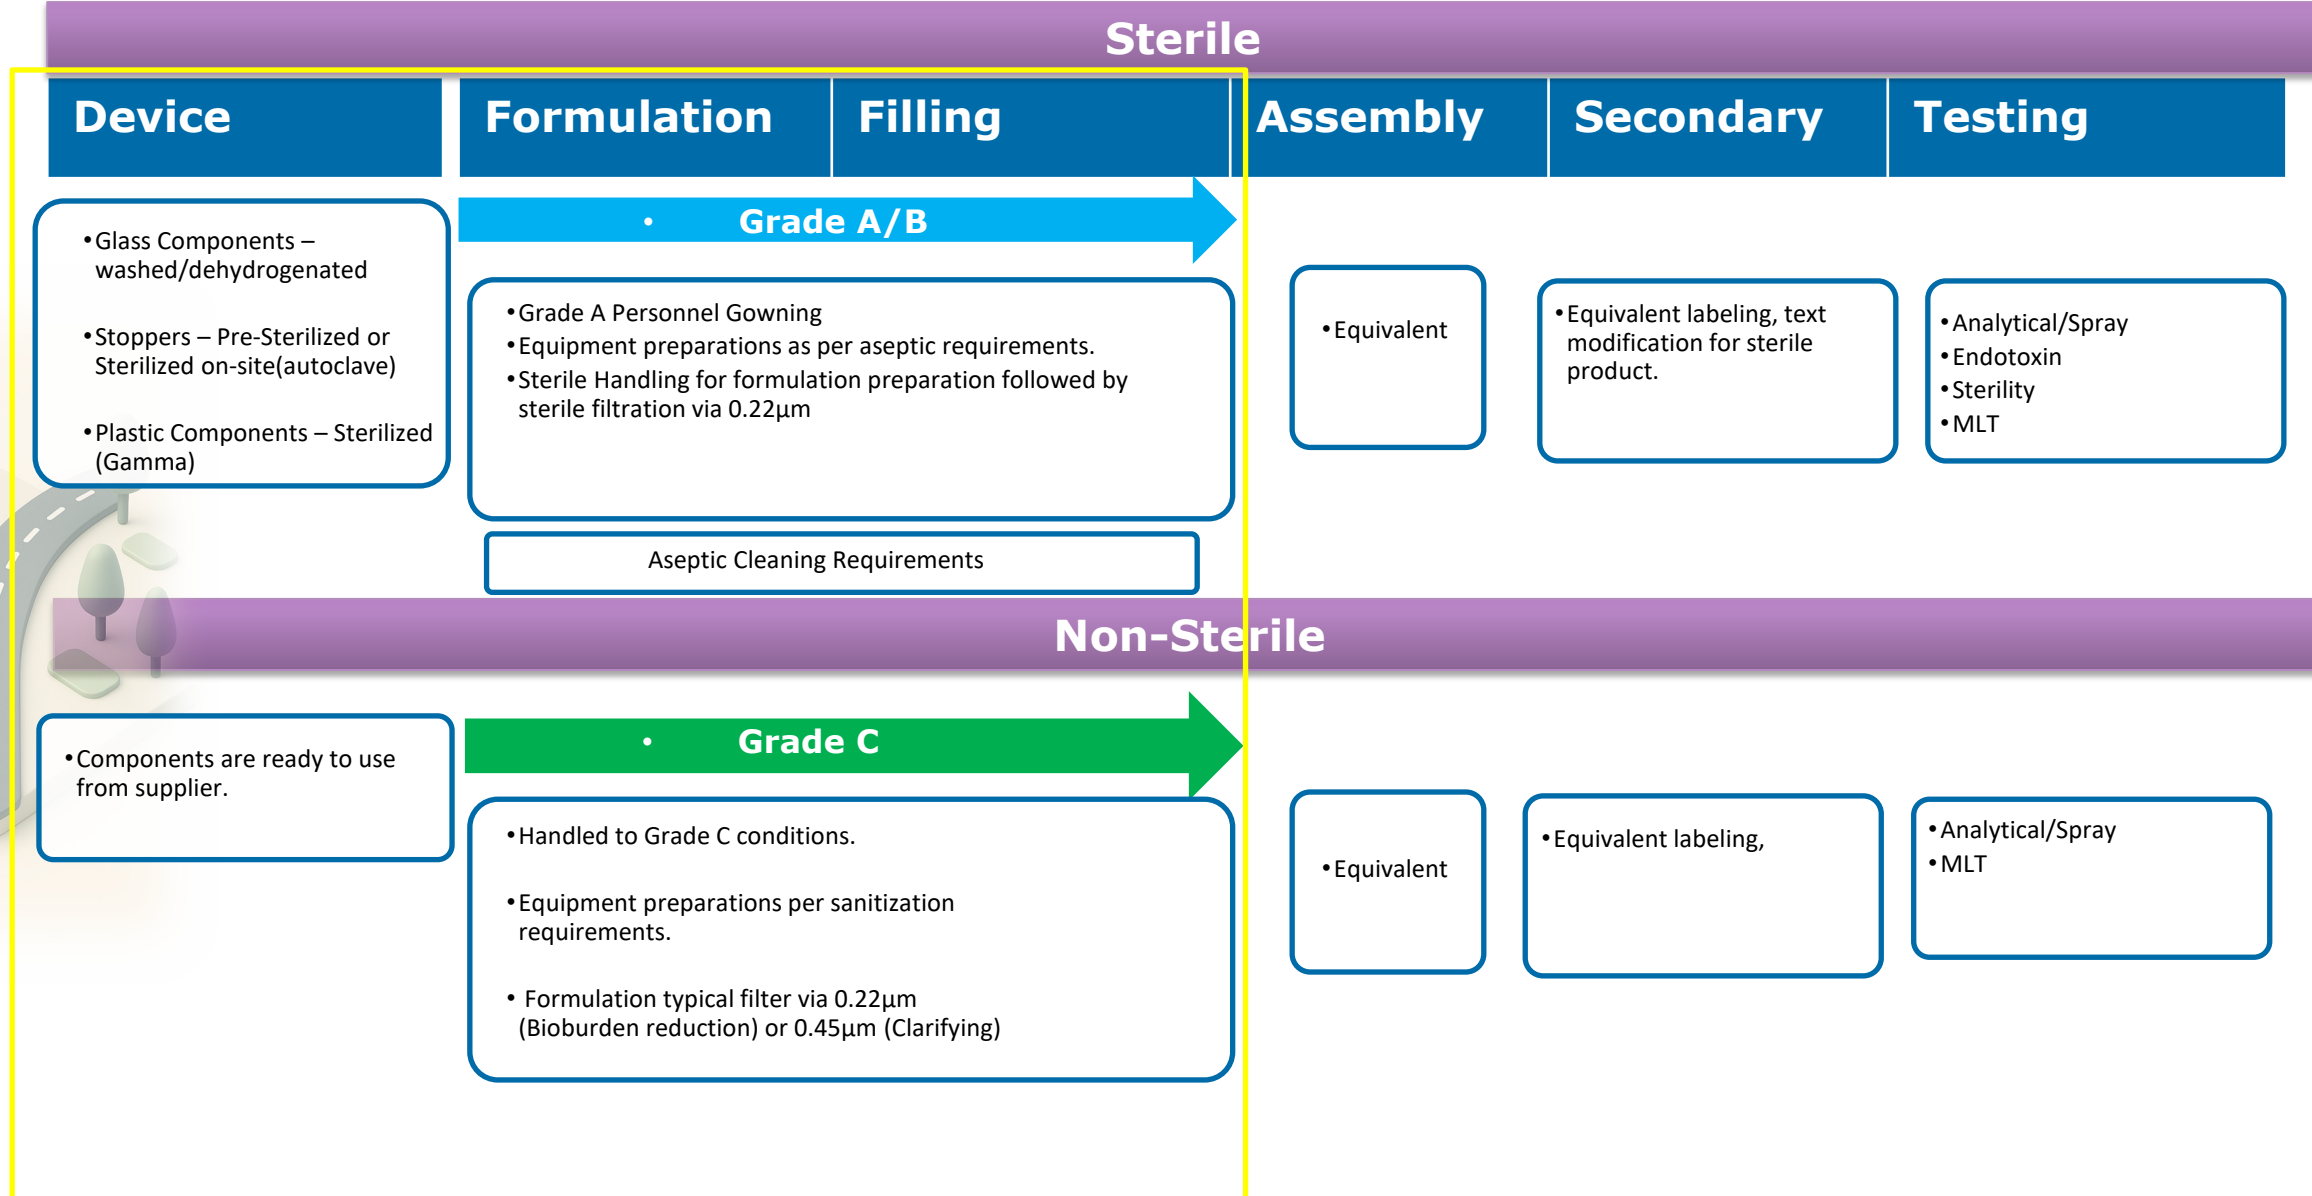 Sterile
Device
Formulation
Filling
Assembly
Secondary
Testing
• Grade A/B
•Glass Components –
washed/dehydrogenated
•Stoppers – Pre-Sterilized or
Sterilized on-site(autoclave)
•Plastic Components – Sterilized
(Gamma)
•Grade A Personnel Gowning
•Equipment preparations as per aseptic requirements.
•Sterile Handling for formulation preparation followed by
sterile filtration via 0.22µm
•Equivalent
•Equivalent labeling, text
modification for sterile
product.
•Analytical/Spray
•Endotoxin
•Sterility
•MLT
Aseptic Cleaning Requirements
Non-Sterile
• Grade C
•Components are ready to use
from supplier.
•Handled to Grade C conditions.
•Equipment preparations per sanitization
requirements.
• Formulation typical filter via 0.22µm
(Bioburden reduction) or 0.45µm (Clarifying)
•Equivalent
•Equivalent labeling,
•Analytical/Spray
•MLT